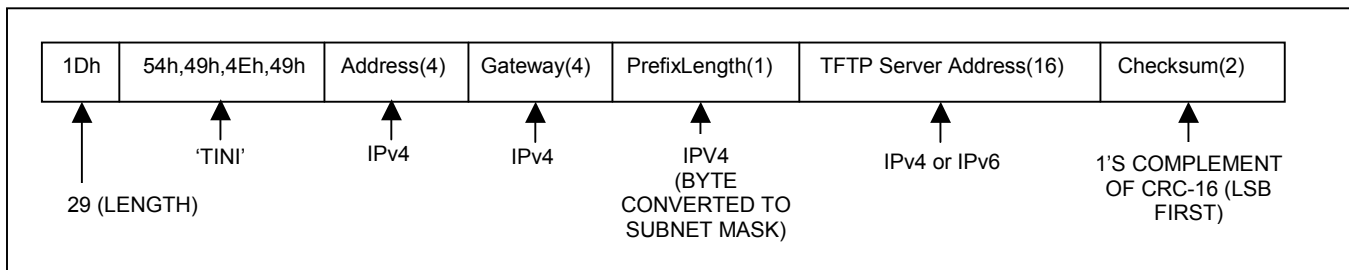 1Dh 54h,49h,4Eh,49h Address(4) Gateway(4) PrefixLength(1) TFTP Server Address(16) Checksum(2)
29 (LENGTH)
‘TINI’
IPv4
IPv4
IPV4
(BYTE
CONVERTED TO
SUBNET MASK)
IPv4 or IPv6
1’S COMPLEMENT
OF CRC-16 (LSB
FIRST)